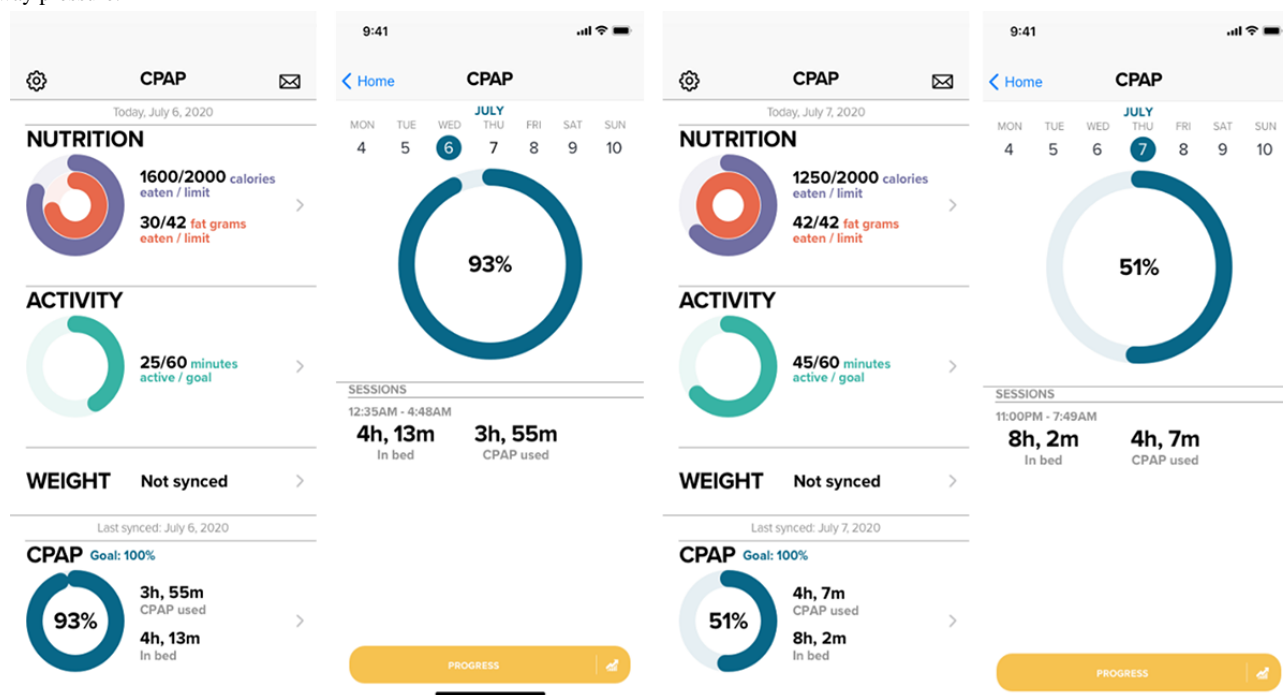 CPAP
Today, July 6, 2020
NUTRITION
1600/2000 calories
eaten / limit
30/42 fat grams
eaten / limit
ACTIVITY
25/60 minutes
active / goal
WEIGHT Not synced
Last synced: July 6, 2020
CPAP Goal: 100%
93%
3h, 55m
CPAP used
4h, 13m
In bed
9:41
Home CPAP
JULY
MON TUE WED THU FRI SAT SUN
4 5 6 7 8 9 10
93%
SESSIONS
12:35AM - 4:48AM
4h, 13m 3h, 55m
In bed CPAP used
PROGRESS
CPAP
Today, July 7, 2020
NUTRITION
1250/2000 calories
eaten / limit
42/42 fat grams
eaten / limit
ACTIVITY
45/60 minutes
active / goal
WEIGHT Not synced
Last synced: July 7, 2020
CPAP Goal: 100%
51%
4h, 7m
CPAP used
8h, 2m
In bed
9:41
Home CPAP
JULY
MON TUE WED THU FRI SAT SUN
4 5 6 7 8 9 10
51%
SESSIONS
11:00PM - 7:49AM
8h, 2m 4h, 7m
In bed CPAP used
PROGRESS